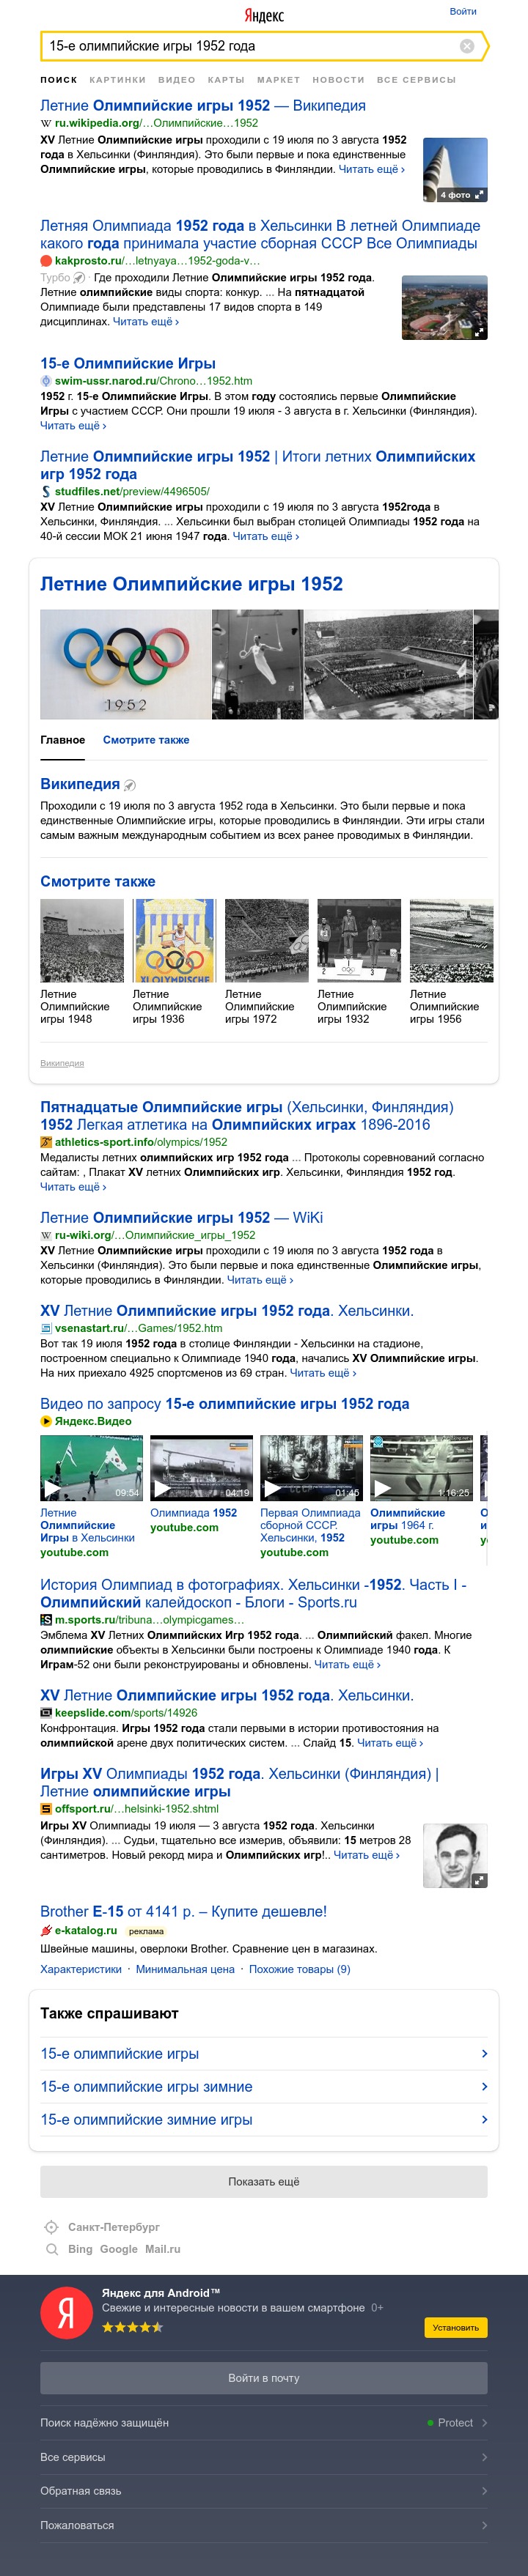 Яндекс
Войти
15-е олимпийские игры 1952 года
ПОИСК КАРТИНКИ ВИДЕО КАРТЫ МАРКЕТ НОВОСТИ ВСЕ СЕРВИСЫ
Летние Олимпийские игры 1952 — Википедия
ru.wikipedia.org/…Олимпийские…1952
XV Летние Олимпийские игры проходили с 19 июля по 3 августа 1952
года в Хельсинки (Финляндия). Это были первые и пока единственные
Олимпийские игры, которые проводились в Финляндии. Читать ещё ›
4 фото
Летняя Олимпиада 1952 года в Хельсинки В летней Олимпиаде
какого года принимала участие сборная СССР Все Олимпиады
kakprosto.ru/…letnyaya…1952-goda-v…
Турбо · Где проходили Летние Олимпийские игры 1952 года.
Летние олимпийские виды спорта: конкур. ... На пятнадцатой
Олимпиаде были представлены 17 видов спорта в 149
дисциплинах. Читать ещё ›
15-е Олимпийские Игры
swim-ussr.narod.ru/Chrono…1952.htm
1952 г. 15-е Олимпийские Игры. В этом году состоялись первые Олимпийские
Игры с участием СССР. Они прошли 19 июля - 3 августа в г. Хельсинки (Финляндия).
Читать ещё ›
Летние Олимпийские игры 1952 | Итоги летних Олимпийских
игр 1952 года
studfiles.net/preview/4496505/
XV Летние Олимпийские игры проходили с 19 июля по 3 августа 1952года в
Хельсинки, Финляндия. ... Хельсинки был выбран столицей Олимпиады 1952 года на
40-й сессии МОК 21 июня 1947 года. Читать ещё ›
Летние Олимпийские игры 1952
1952
Главное Смотрите также
Википедия
Проходили с 19 июля по 3 августа 1952 года в Хельсинки. Это были первые и пока
единственные Олимпийские игры, которые проводились в Финляндии. Эти игры стали
самым важным международным событием из всех ранее проводимых в Финляндии.
Смотрите также
XI OLYMPISCHE
2 1 3
Летние Летние Летние Летние Летние
Олимпийские Олимпийские Олимпийские Олимпийские Олимпийские
игры 1948 игры 1936 игры 1972 игры 1932 игры 1956
Википедия
Пятнадцатые Олимпийские игры (Хельсинки, Финляндия)
1952 Легкая атлетика на Олимпийских играх 1896-2016
athletics-sport.info/olympics/1952
Медалисты летних олимпийских игр 1952 года ... Протоколы соревнований согласно
сайтам: , Плакат XV летних Олимпийских игр. Хельсинки, Финляндия 1952 год.
Читать ещё ›
Летние Олимпийские игры 1952 — WiKi
ru-wiki.org/…Олимпийские_игры_1952
XV Летние Олимпийские игры проходили с 19 июля по 3 августа 1952 года в
Хельсинки (Финляндия). Это были первые и пока единственные Олимпийские игры,
которые проводились в Финляндии. Читать ещё ›
XV Летние Олимпийские игры 1952 года. Хельсинки.
vsenastart.ru/…Games/1952.htm
Вот так 19 июля 1952 года в столице Финляндии - Хельсинки на стадионе,
построенном специально к Олимпиаде 1940 года, начались XV Олимпийские игры.
На них приехало 4925 спортсменов из 69 стран. Читать ещё ›
Видео по запросу 15-е олимпийские игры 1952 года
Яндекс.Видео
09:54 04:19 01:45 1:16:25
Летние
Олимпийские
Игры в Хельсинки
youtube.com
Олимпиада 1952
youtube.com
Первая Олимпиада
сборной СССР.
Хельсинки, 1952
youtube.com
Олимпийские
игры 1964 г.
youtube.com
История Олимпиад в фотографиях. Хельсинки -1952. Часть I -
Олимпийский калейдоскоп - Блоги - Sports.ru
m.sports.ru/tribuna…olympicgames…
Эмблема XV Летних Олимпийских Игр 1952 года. ... Олимпийский факел. Многие
олимпийские объекты в Хельсинки были построены к Олимпиаде 1940 года. К
Играм-52 они были реконструированы и обновлены. Читать ещё ›
XV Летние Олимпийские игры 1952 года. Хельсинки.
keepslide.com/sports/14926
Конфронтация. Игры 1952 года стали первыми в истории противостояния на
олимпийской арене двух политических систем. ... Слайд 15. Читать ещё ›
Игры XV Олимпиады 1952 года. Хельсинки (Финляндия) |
Летние олимпийские игры
offsport.ru/…helsinki-1952.shtml
Игры XV Олимпиады 19 июля — 3 августа 1952 года. Хельсинки
(Финляндия). ... Судьи, тщательно все измерив, объявили: 15 метров 28
сантиметров. Новый рекорд мира и Олимпийских игр!.. Читать ещё ›
Brother E-15 от 4141 р. – Купите дешевле!
e-katalog.ru реклама
Швейные машины, оверлоки Brother. Сравнение цен в магазинах.
Характеристики · Минимальная цена · Похожие товары (9)
Также спрашивают
15-е олимпийские игры
15-е олимпийские игры зимние
15-е олимпийские зимние игры
Показать ещё
Санкт-Петербург
Bing Google Mail.ru
Я
Яндекс для Android™
Свежие и интересные новости в вашем смартфоне 0+
Установить
Войти в почту
Поиск надёжно защищён Protect
Все сервисы
Обратная связь
Пожаловаться